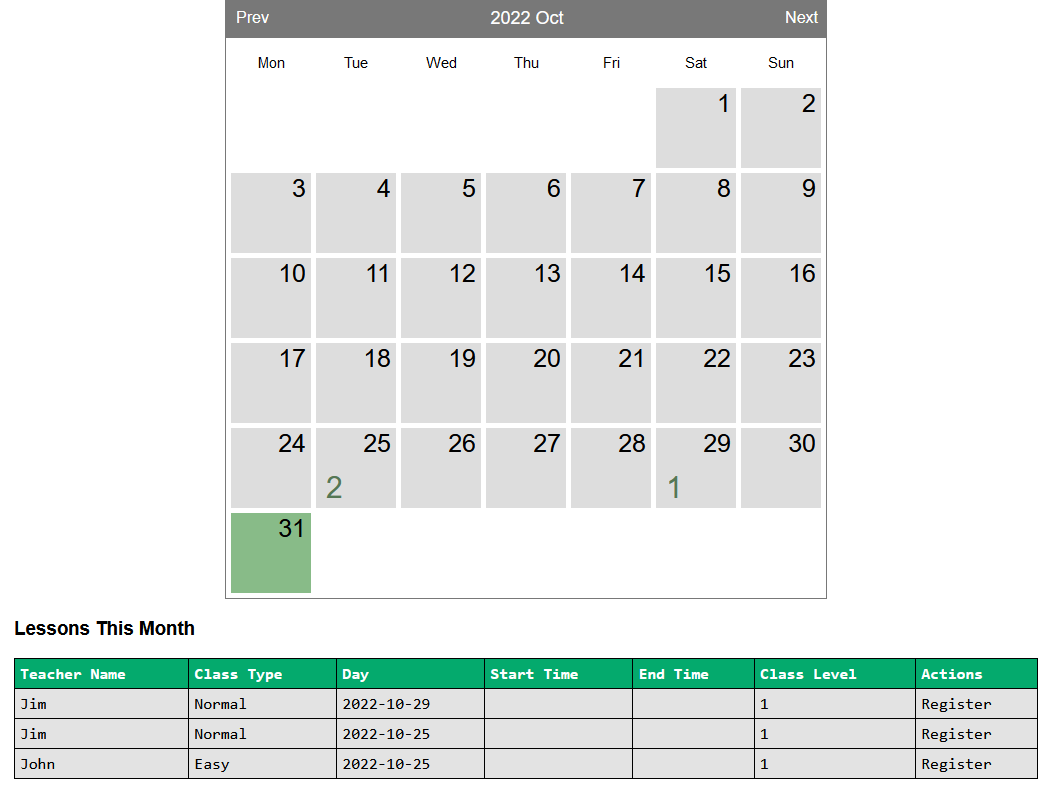 Prev 2022 Oct Next
Mon Tue Wed Thu Fri Sat Sun
1 2
3 4 5 6 7 8 9
10 11 12 13 14 15 16
17 18 19 20 21 22 23
24 25 26 27 28 29 30
2 1
31
Lessons This Month
Teacher Name Class Type Day Start Time End Time Class Level Actions
Jim Normal 2022-10-29 1 Register
Jim Normal 2022-10-25 1 Register
John Easy 2022-10-25 1 Register